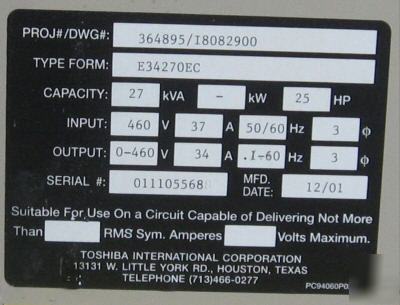 PROJ#/DWG#: 364895/I8082900
TYPE FORM: E34270EC
CAPACITY: 27 kVA - kW 25 HP
INPUT: 460 V 37 A 50/60 Hz 3 ϕ
OUTPUT: 0-460 V 34 A .I-60 Hz 3 ϕ
SERIAL #: 011105568 MFD. DATE: 12/01
Suitable For Use On a Circuit Capable of Delivering Not More
Than RMS Sym. Amperes Volts Maximum.
TOSHIBA INTERNATIONAL CORPORATION
13131 W. LITTLE YORK RD., HOUSTON, TEXAS
TELEPHONE (713)466-0277
PC94060P0